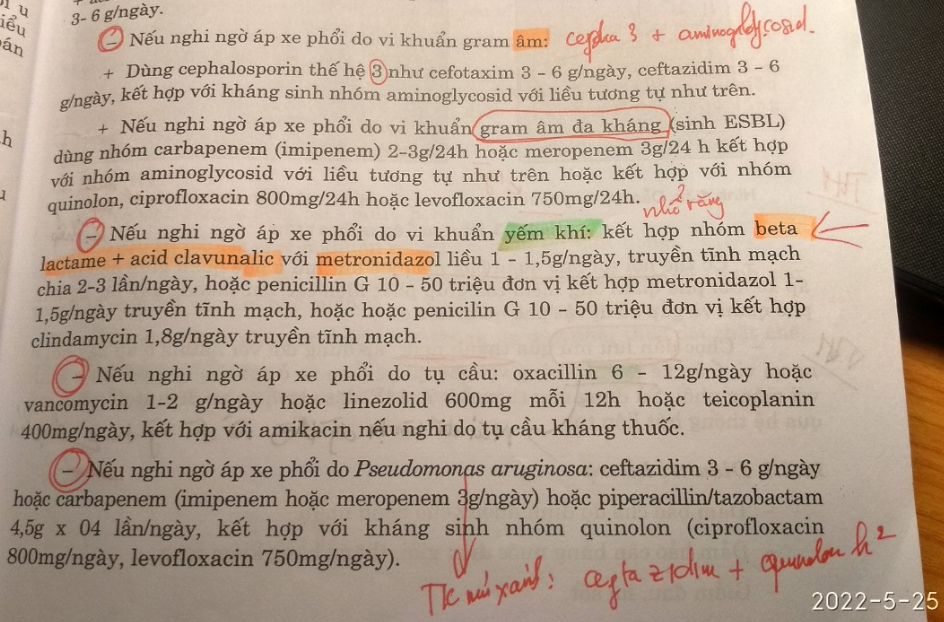 iểu
3- 6 g/ngày.
án
- Nếu nghi ngờ áp xe phổi do vi khuẩn gram âm: cepha 3 + aminoglycosid.
+ Dùng cephalosporin thế hệ 3 như cefotaxim 3 - 6 g/ngày, ceftazidim 3 - 6
g/ngày, kết hợp với kháng sinh nhóm aminoglycosid với liều tương tự như trên.
+ Nếu nghi ngờ áp xe phổi do vi khuẩn gram âm đa kháng (sinh ESBL)
h
dùng nhóm carbapenem (imipenem) 2-3g/24h hoặc meropenem 3g/24 h kết hợp
với nhóm aminoglycosid với liều tương tự như trên hoặc kết hợp với nhóm
quinolon, ciprofloxacin 800mg/24h hoặc levofloxacin 750mg/24h.
nhổ răng
- Nếu nghi ngờ áp xe phổi do vi khuẩn yếm khí: kết hợp nhóm beta
lactame + acid clavunalic với metronidazol liều 1 - 1,5g/ngày, truyền tĩnh mạch
chia 2-3 lần/ngày, hoặc penicillin G 10 - 50 triệu đơn vị kết hợp metronidazol 1-
1,5g/ngày truyền tĩnh mạch, hoặc hoặc penicilin G 10 - 50 triệu đơn vị kết hợp
clindamycin 1,8g/ngày truyền tĩnh mạch.
- Nếu nghi ngờ áp xe phổi do tụ cầu: oxacillin 6 - 12g/ngày hoặc
vancomycin 1-2 g/ngày hoặc linezolid 600mg mỗi 12h hoặc teicoplanin
400mg/ngày, kết hợp với amikacin nếu nghi do tụ cầu kháng thuốc.
- Nếu nghi ngờ áp xe phổi do Pseudomonas aruginosa: ceftazidim 3 - 6 g/ngày
hoặc carbapenem (imipenem hoặc meropenem 3g/ngày) hoặc piperacillin/tazobactam
4,5g x 04 lần/ngày, kết hợp với kháng sinh nhóm quinolon (ciprofloxacin
800mg/ngày, levofloxacin 750mg/ngày).
TK mủ xanh: ceftazidim + quinolon h2
2022-5-25